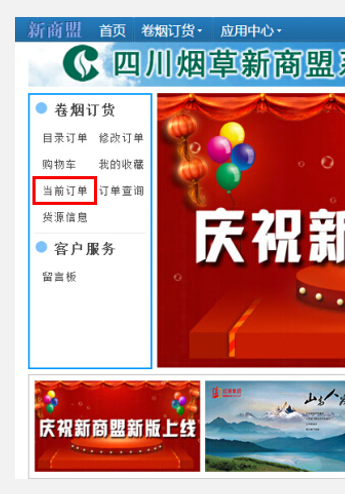 新商盟 首页 卷烟订货 应用中心
四川烟草新商盟
卷烟订货
目录订单 修改订单
购物车 我的收藏
当前订单 订单查询
货源信息
客户服务
留言板
庆祝新
庆祝新商盟新版上线